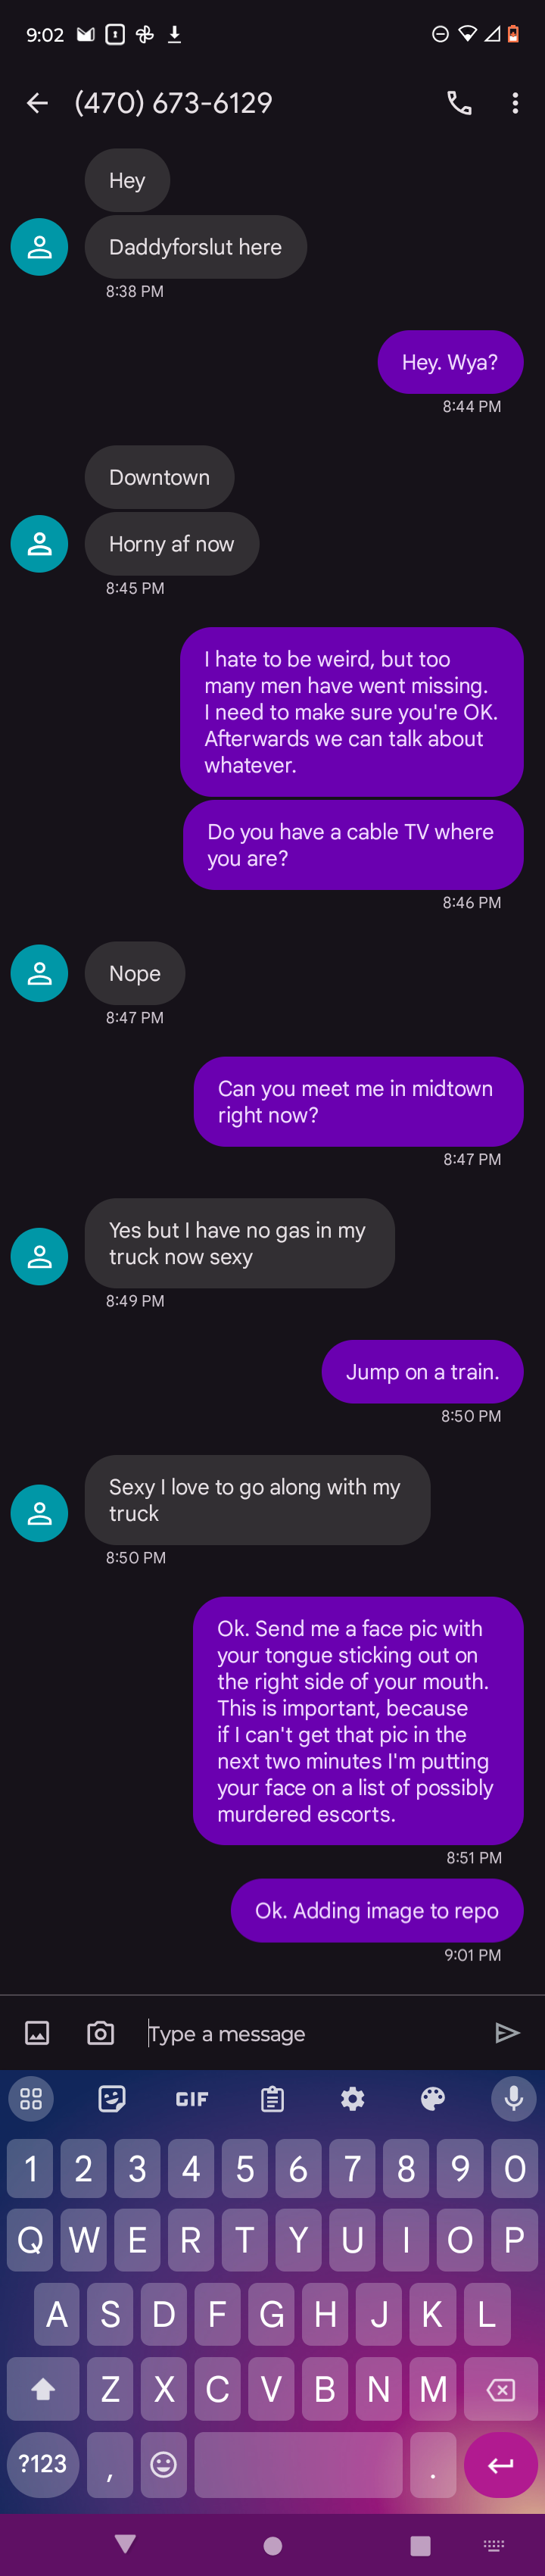 9:02
(470) 673-6129
Hey
Daddyforslut here
8:38 PM
Hey. Wya?
8:44 PM
Downtown
Horny af now
8:45 PM
I hate to be weird, but too
many men have went missing.
I need to make sure you're OK.
Afterwards we can talk about
whatever.
Do you have a cable TV where
you are?
8:46 PM
Nope
8:47 PM
Can you meet me in midtown
right now?
8:47 PM
Yes but I have no gas in my
truck now sexy
8:49 PM
Jump on a train.
8:50 PM
Sexy I love to go along with my
truck
8:50 PM
Ok. Send me a face pic with
your tongue sticking out on
the right side of your mouth.
This is important, because
if I can't get that pic in the
next two minutes I'm putting
your face on a list of possibly
murdered escorts.
8:51 PM
Ok. Adding image to repo
9:01 PM
Type a message
GIF
1 2 3 4 5 6 7 8 9 0
Q W E R T Y U I O P
A S D F G H J K L
Z X C V B N M
?123 , .